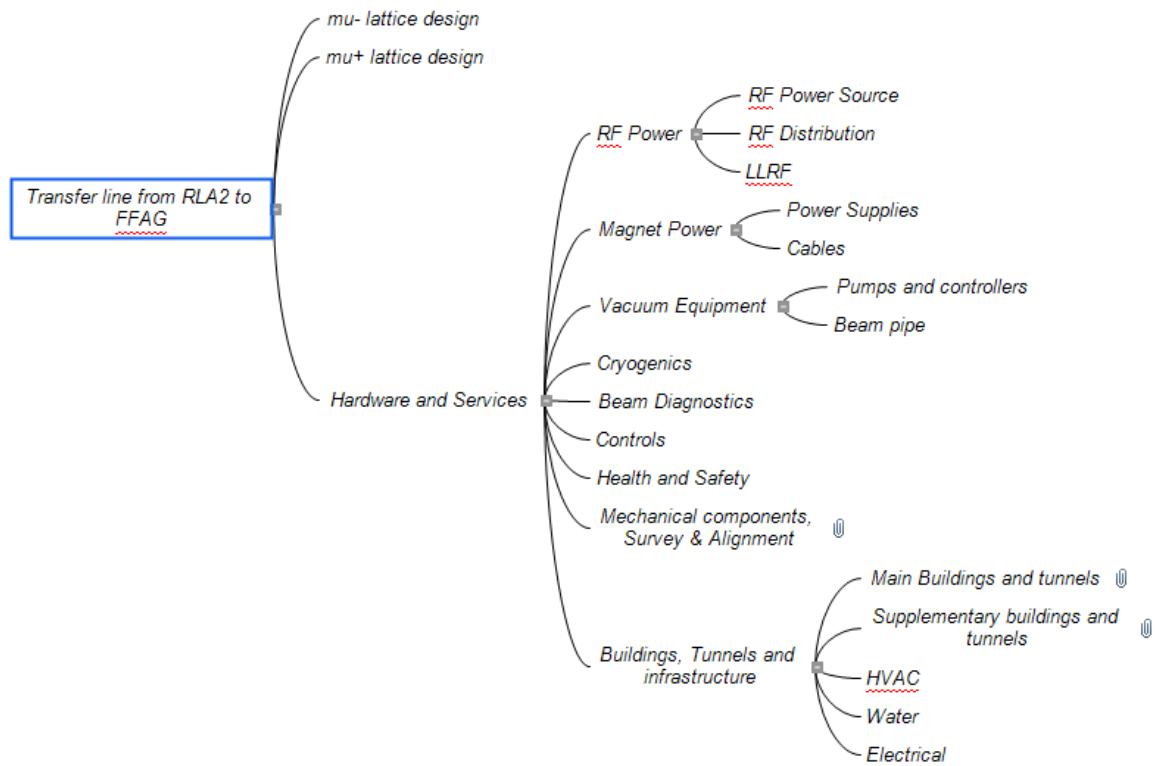 mu- lattice design
mu+ lattice design
Transfer line from RLA2 to
FFAG
Hardware and Services
RF Power
RF Power Source
RF Distribution
LLRF
Magnet Power
Power Supplies
Cables
Vacuum Equipment
Pumps and controllers
Beam pipe
Cryogenics
Beam Diagnostics
Controls
Health and Safety
Mechanical components,
Survey & Alignment
Buildings, Tunnels and
infrastructure
Main Buildings and tunnels
Supplementary buildings and
tunnels
HVAC
Water
Electrical